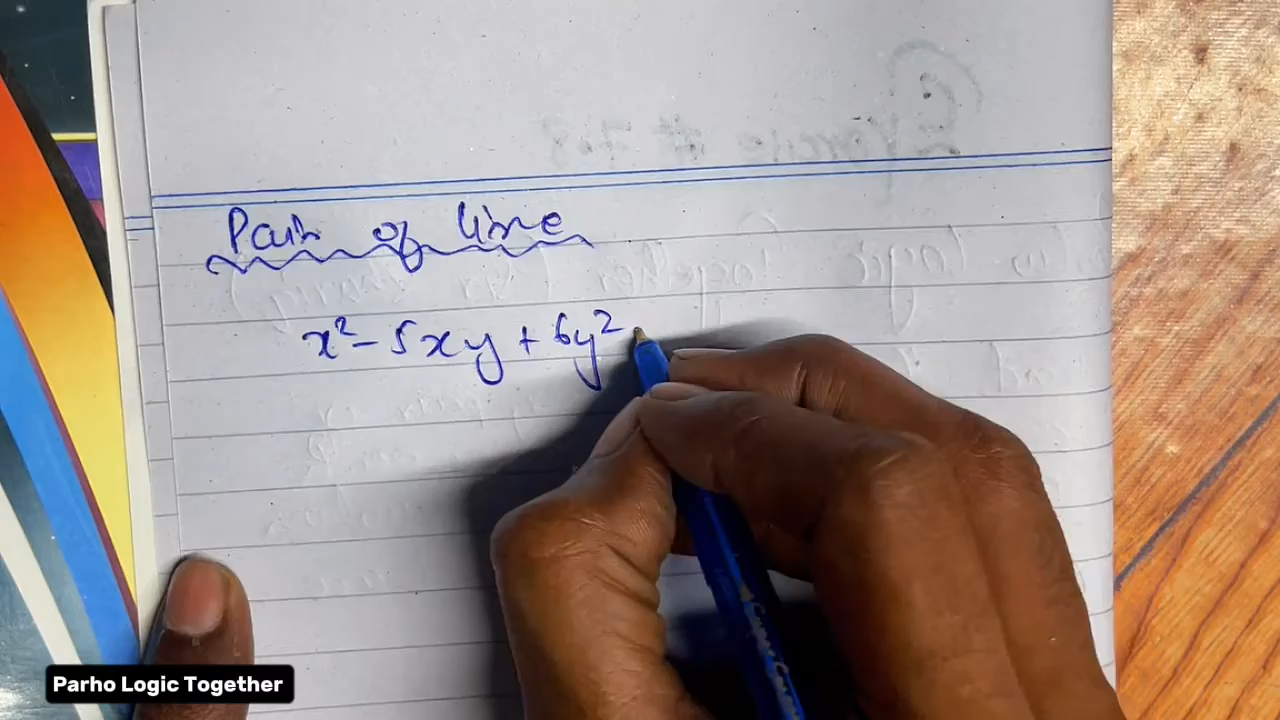 Pair of line
x² - 5xy + 6y²
Parho Logic Together